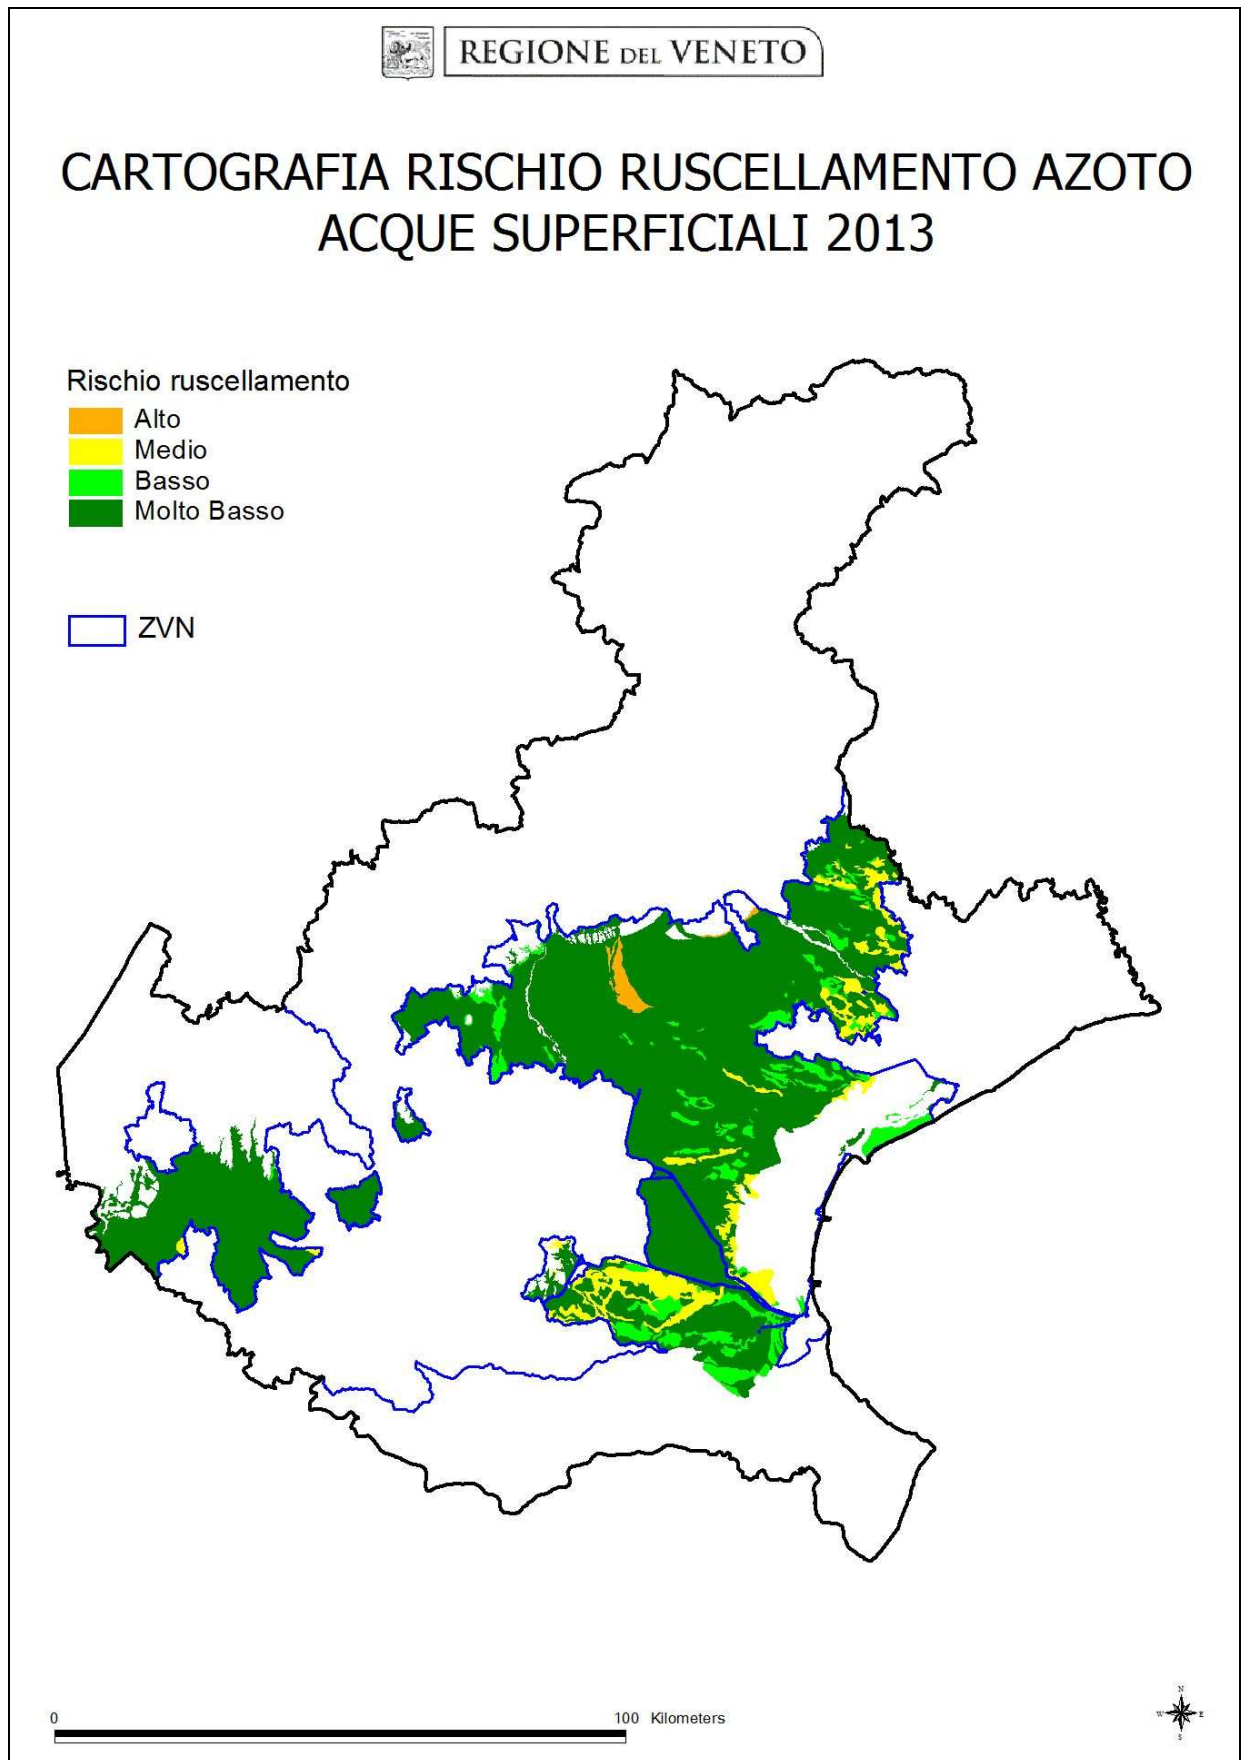 REGIONE DEL VENETO
CARTOGRAFIA RISCHIO RUSCELLAMENTO AZOTO
ACQUE SUPERFICIALI 2013
Rischio ruscellamento
Alto
Medio
Basso
Molto Basso
ZVN
0
100 Kilometers
N
W
E
S